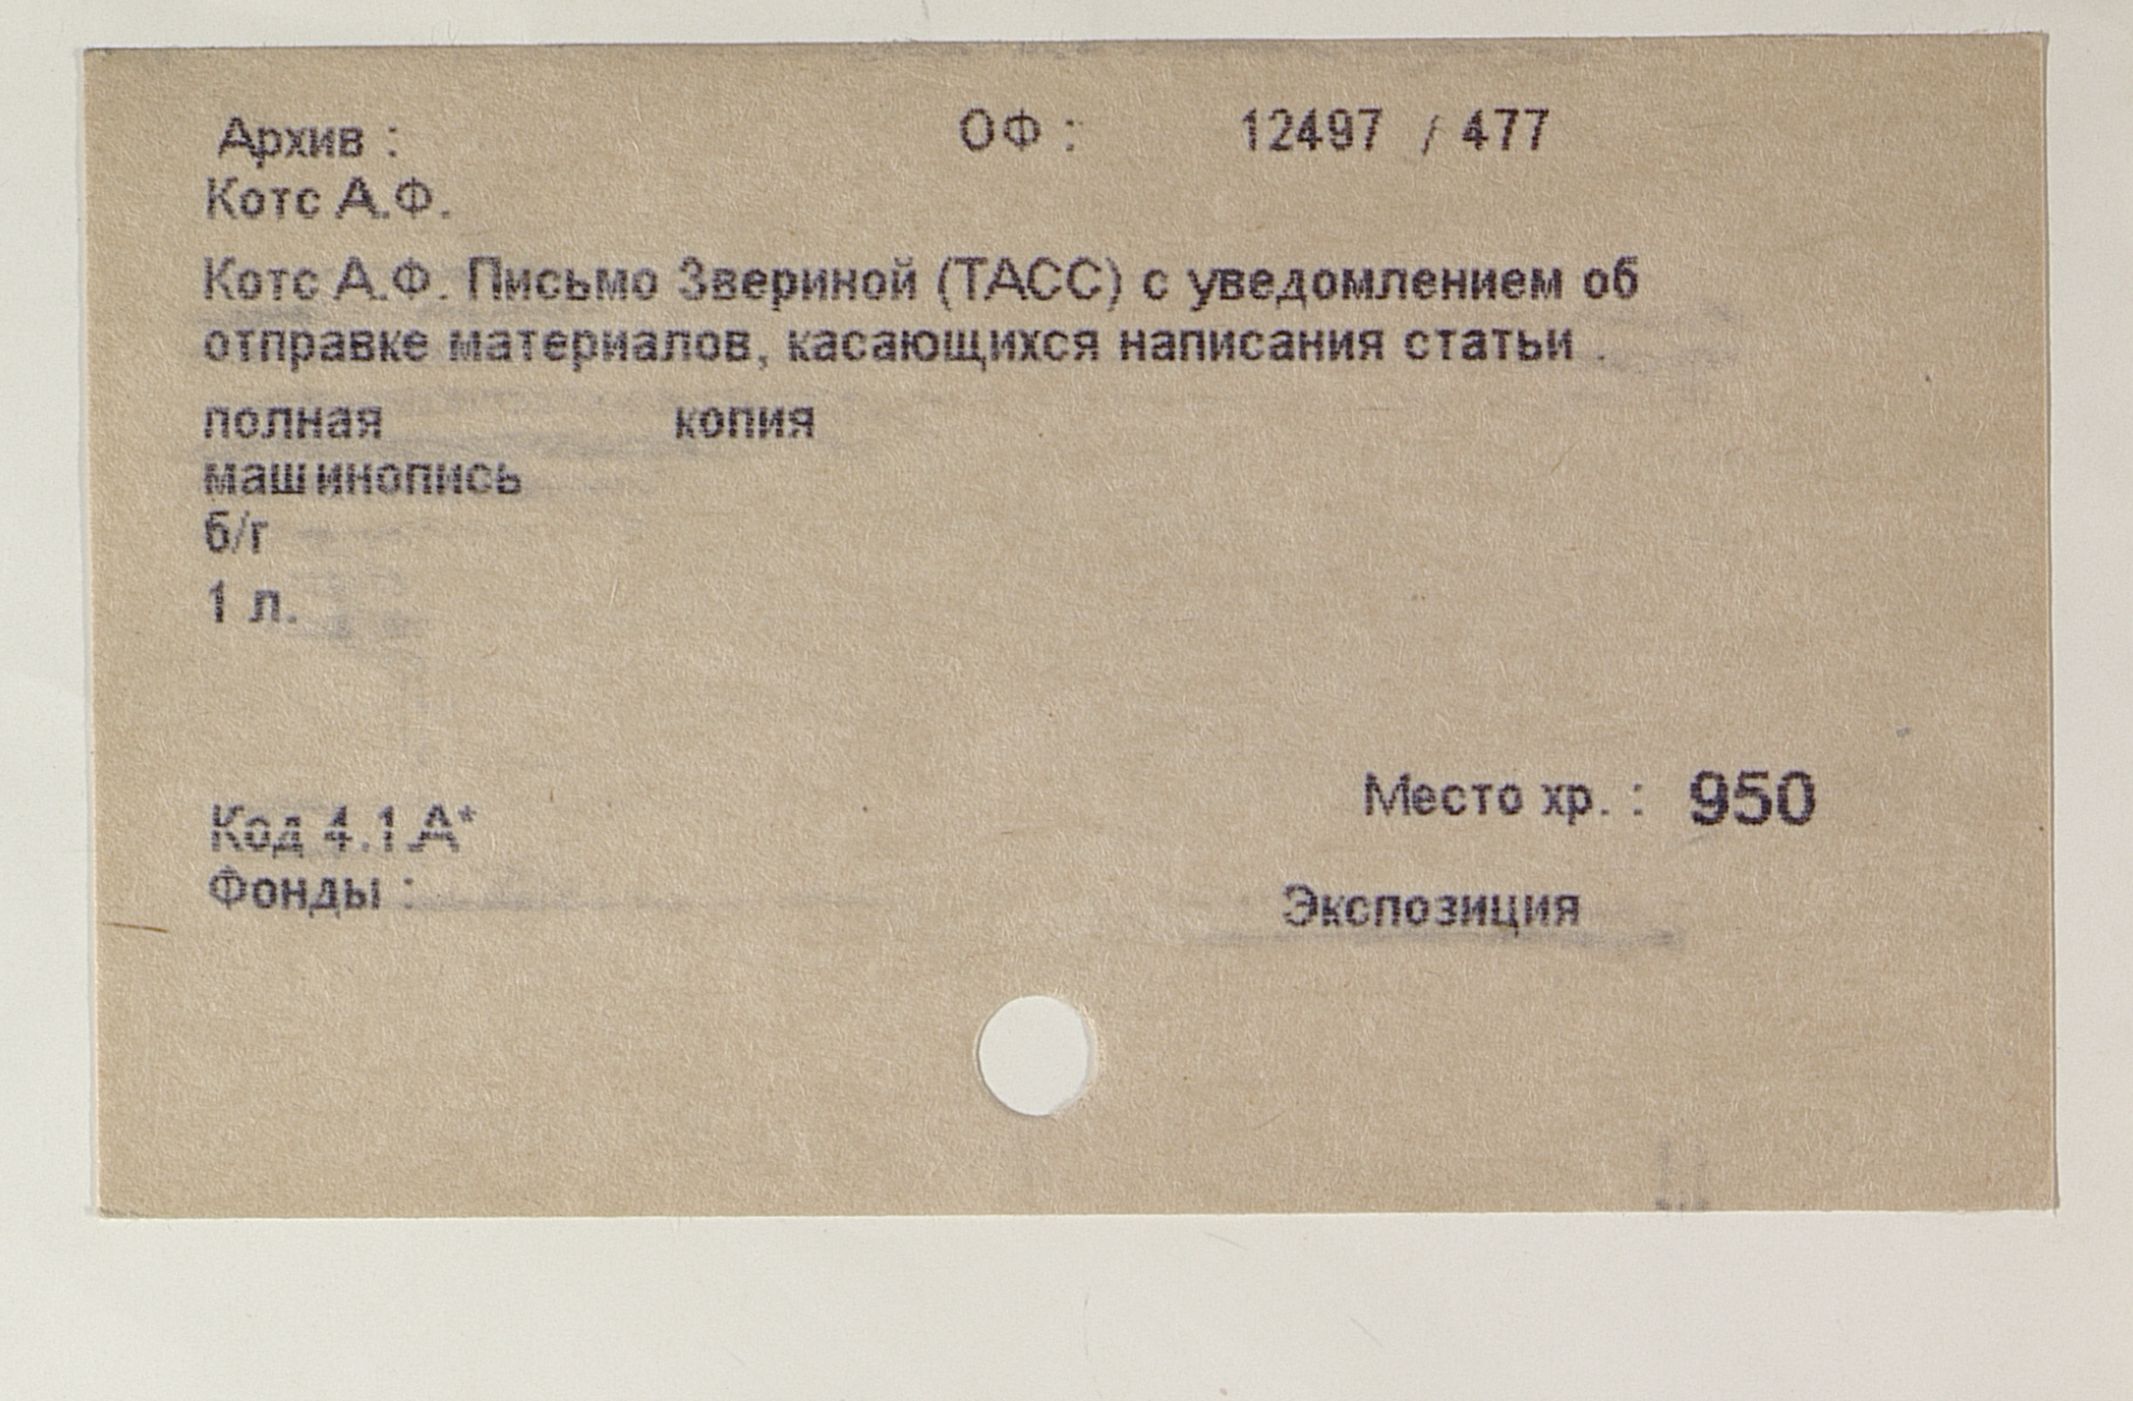 Архив : ОФ : 12497 / 477
Котс А.Ф.
Котс А.Ф. Письмо Звериной (ТАСС) с уведомлением об
отправке материалов, касающихся написания статьи .
полная копия
машинопись
б/г
1 л.
Место хр. : 950
Код 4.1.А*
Фонды :
Экспозиция